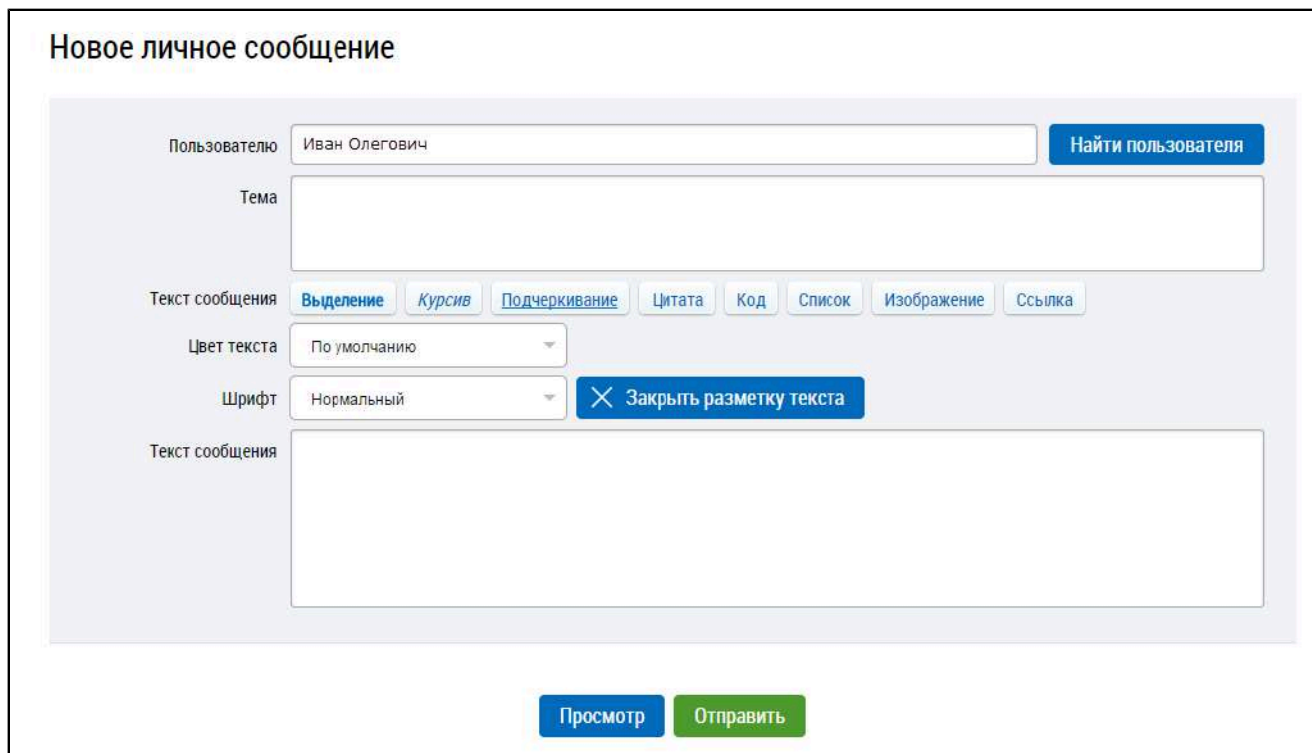 Новое личное сообщение
Пользователю Иван Олегович Найти пользователя
Тема
Текст сообщения Выделение Курсив Подчеркивание Цитата Код Список Изображение Ссылка
Цвет текста По умолчанию
Шрифт Нормальный Закрыть разметку текста
Текст сообщения
Просмотр Отправить